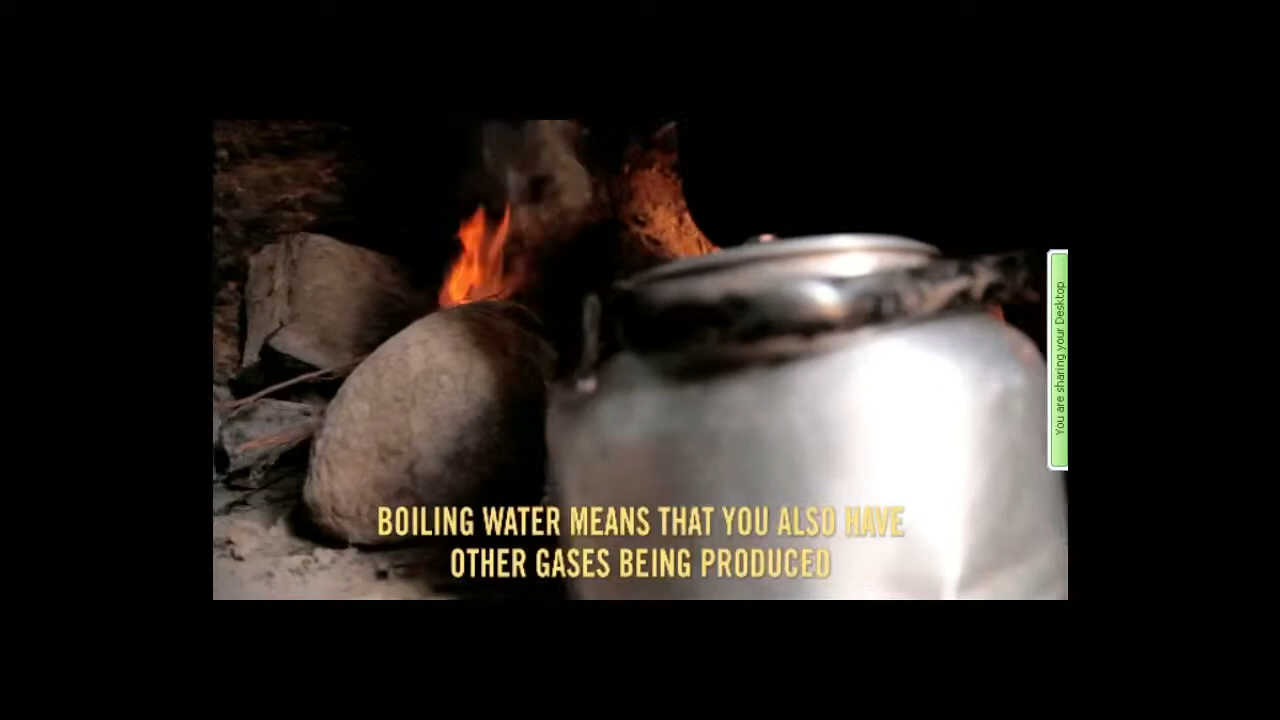 You are sharing your Desktop
BOILING WATER MEANS THAT YOU ALSO HAVE
OTHER GASES BEING PRODUCED